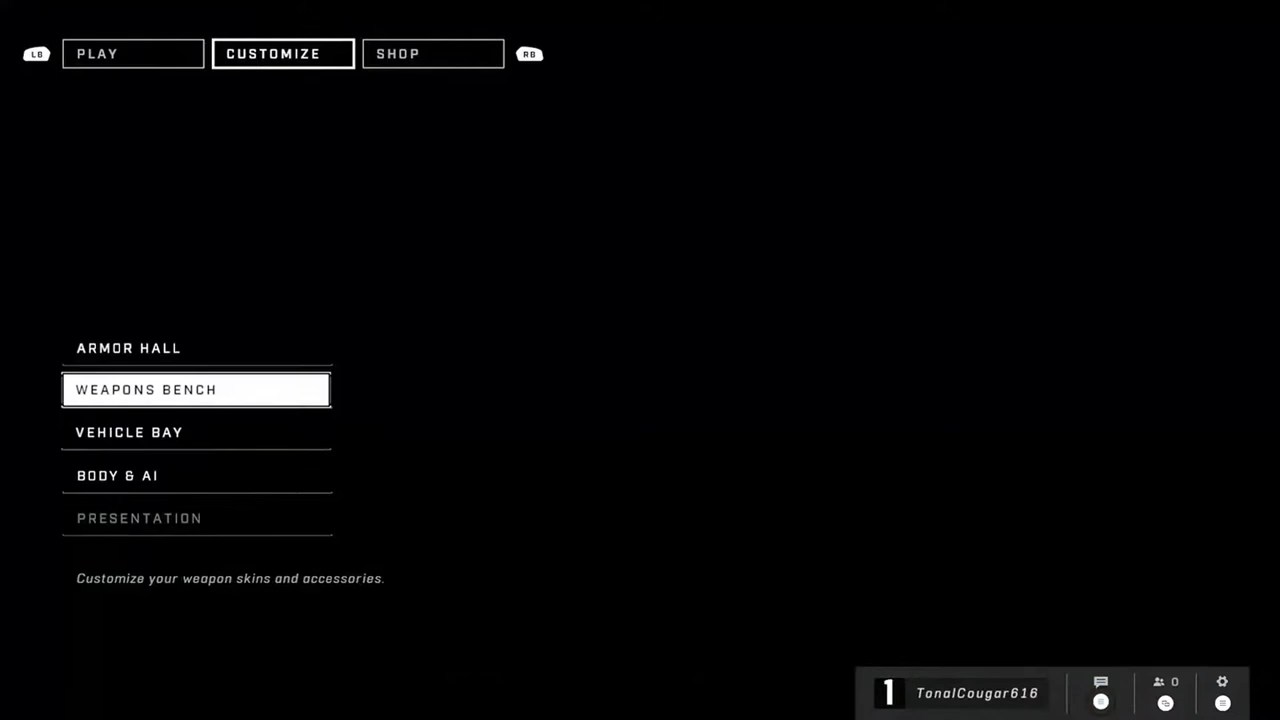 LB PLAY CUSTOMIZE SHOP RB
ARMOR HALL
WEAPONS BENCH
VEHICLE BAY
BODY & AI
PRESENTATION
Customize your weapon skins and accessories.
1 TonalCougar616 0